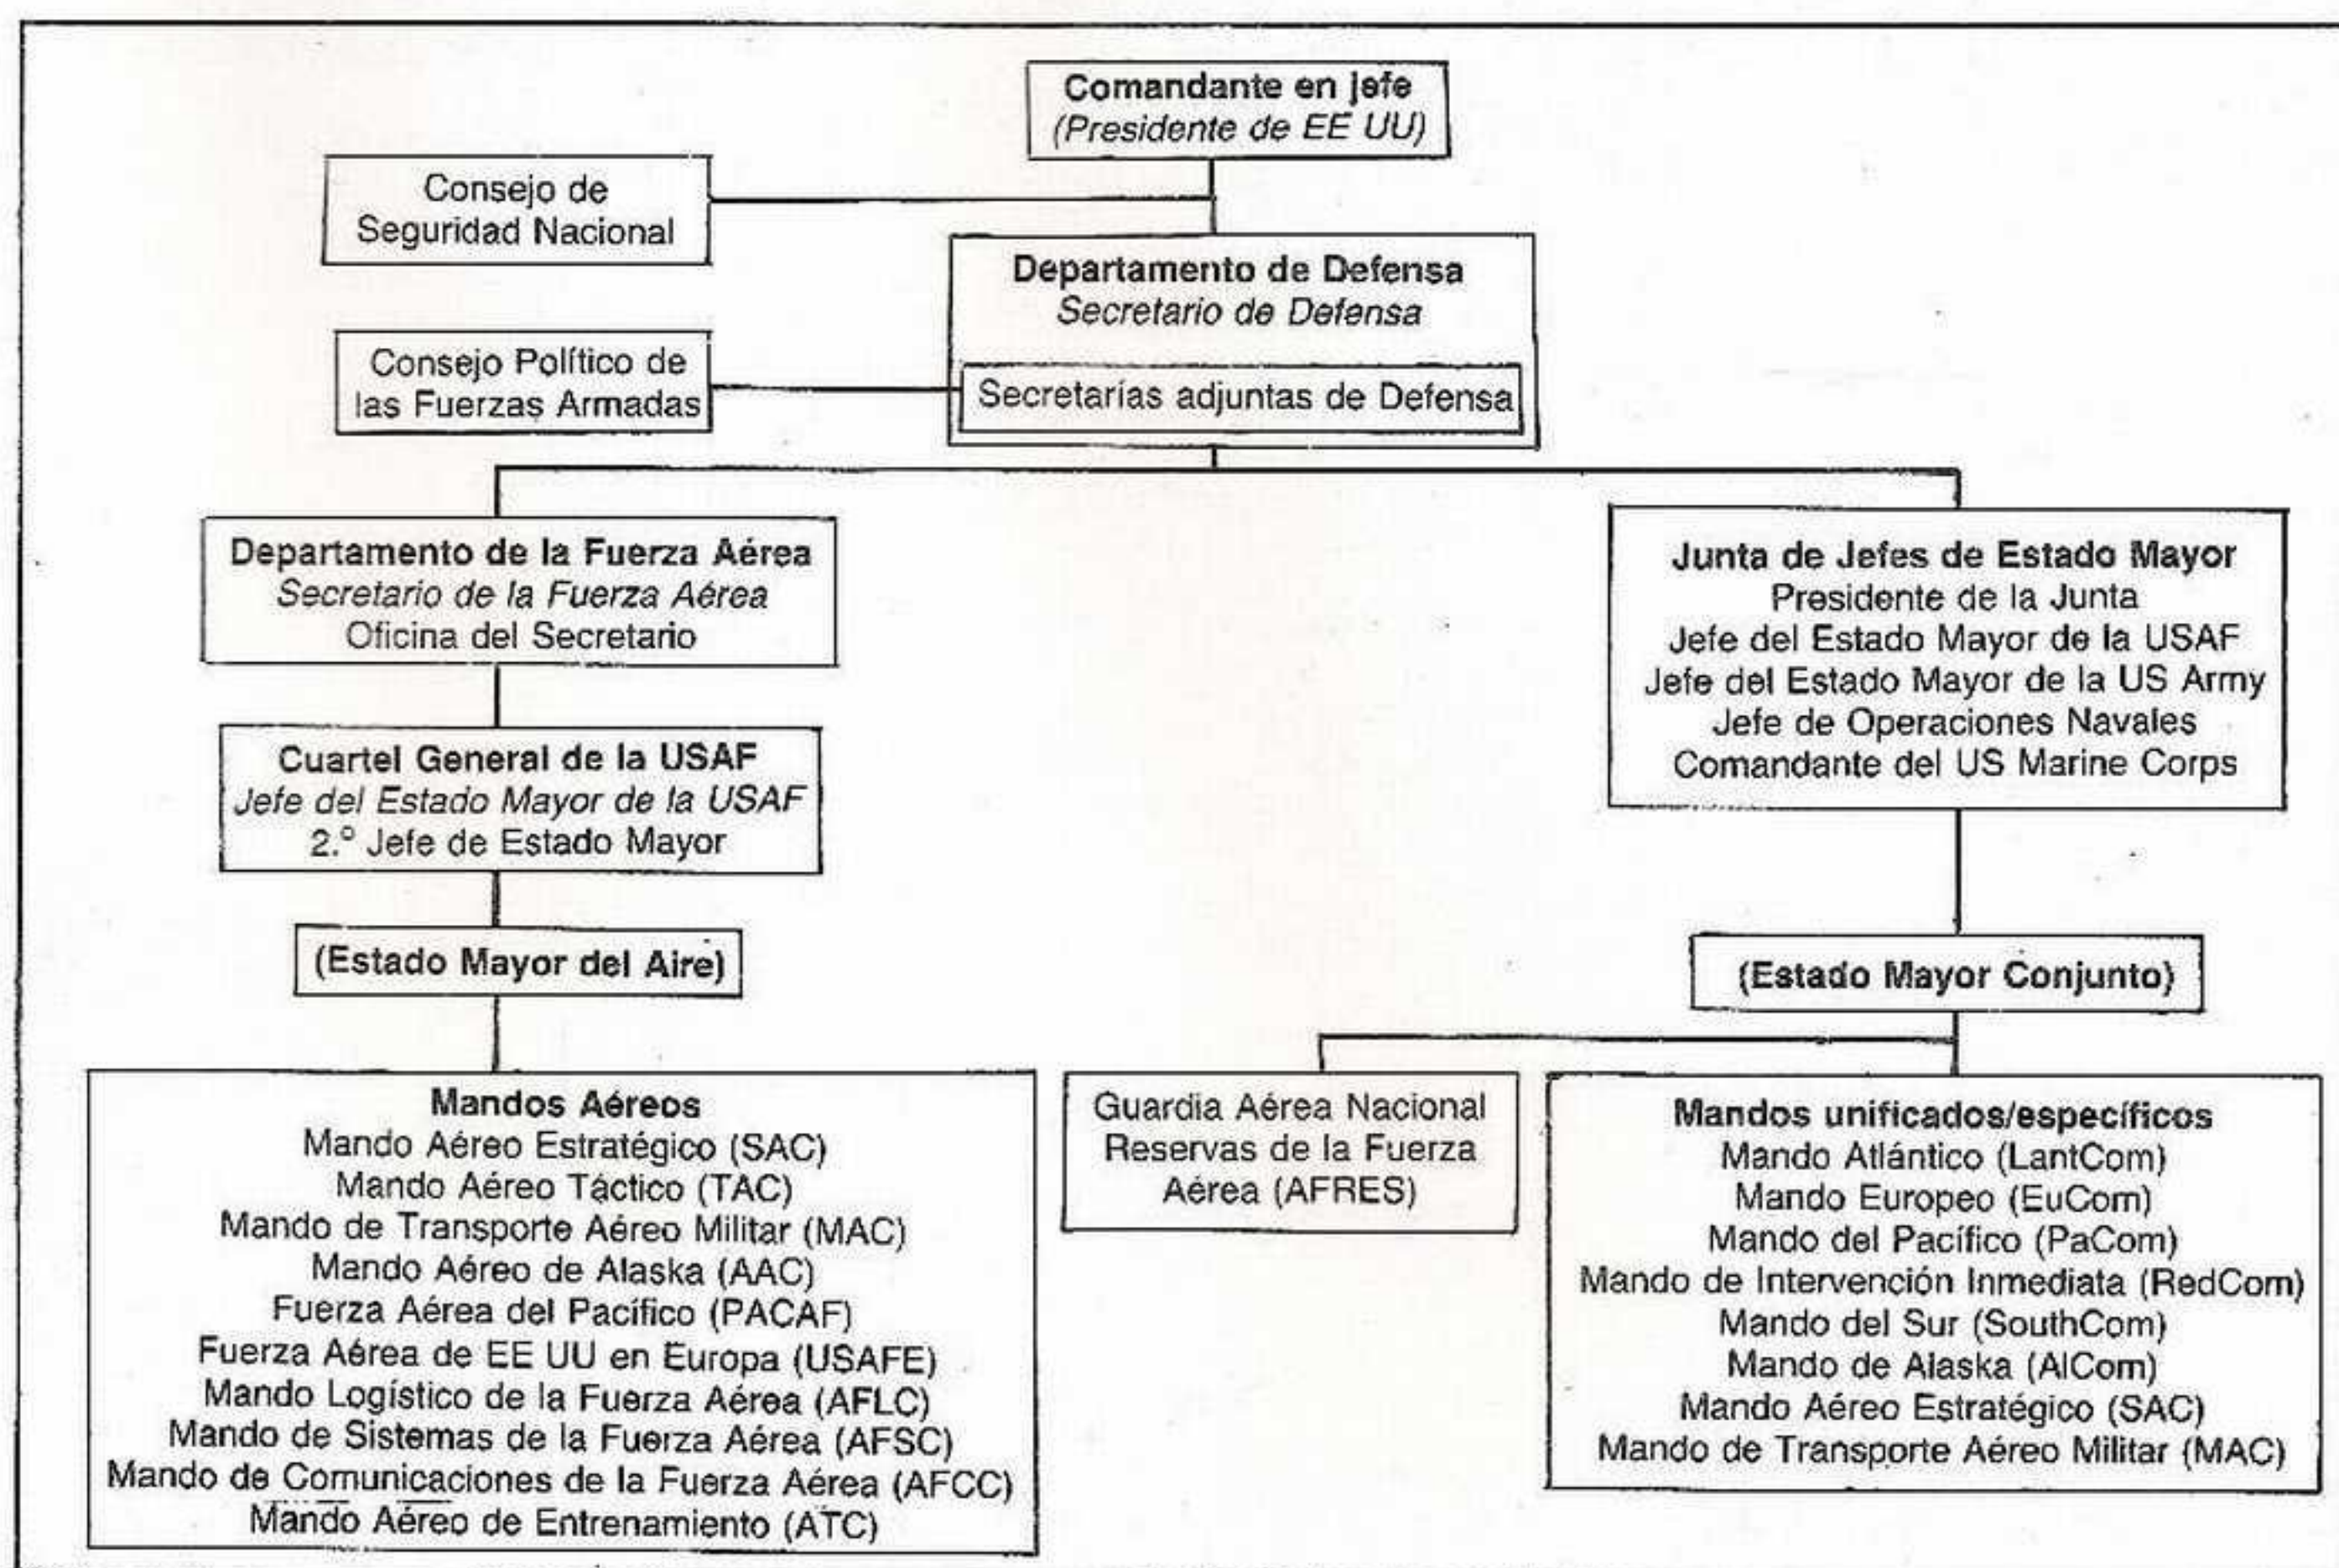 Comandante en jefe
(Presidente de EE UU)
Consejo de
Seguridad Nacional
Departamento de Defensa
Secretario de Defensa
Consejo Político de
las Fuerzas Armadas
Secretarías adjuntas de Defensa
Departamento de la Fuerza Aérea
Secretario de la Fuerza Aérea
Oficina del Secretario
Junta de Jefes de Estado Mayor
Presidente de la Junta
Jefe del Estado Mayor de la USAF
Jefe del Estado Mayor de la US Army
Jefe de Operaciones Navales
Comandante del US Marine Corps
Cuartel General de la USAF
Jefe del Estado Mayor de la USAF
2.º Jefe de Estado Mayor
(Estado Mayor del Aire)
(Estado Mayor Conjunto)
Mandos Aéreos
Mando Aéreo Estratégico (SAC)
Mando Aéreo Táctico (TAC)
Mando de Transporte Aéreo Militar (MAC)
Mando Aéreo de Alaska (AAC)
Fuerza Aérea del Pacífico (PACAF)
Fuerza Aérea de EE UU en Europa (USAFE)
Mando Logístico de la Fuerza Aérea (AFLC)
Mando de Sistemas de la Fuerza Aérea (AFSC)
Mando de Comunicaciones de la Fuerza Aérea (AFCC)
Mando Aéreo de Entrenamiento (ATC)
Guardia Aérea Nacional
Reservas de la Fuerza
Aérea (AFRES)
Mandos unificados/específicos
Mando Atlántico (LantCom)
Mando Europeo (EuCom)
Mando del Pacífico (PaCom)
Mando de Intervención Inmediata (RedCom)
Mando del Sur (SouthCom)
Mando de Alaska (AlCom)
Mando Aéreo Estratégico (SAC)
Mando de Transporte Aéreo Militar (MAC)